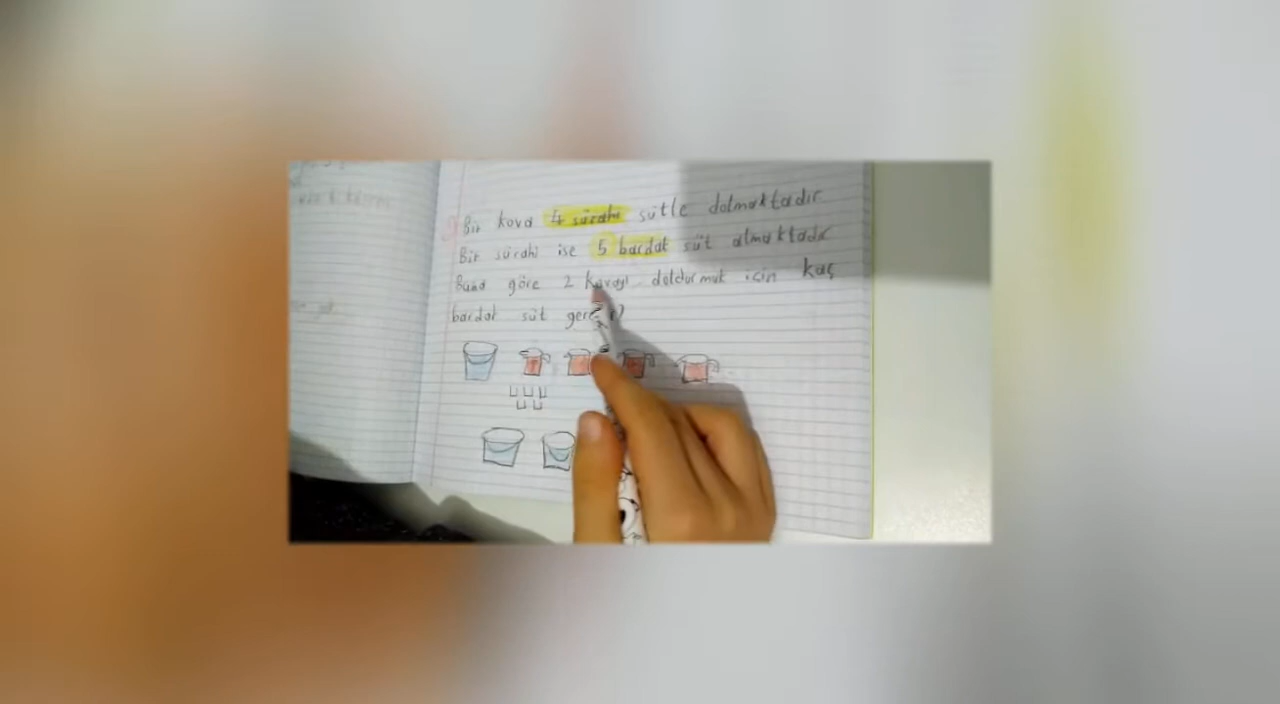 Bir kova 4 sürahi sütle dolmaktadır.
Bir sürahi ise 5 bardak süt almaktadır
Buna göre 2 kovayı doldurmak için kaç
bardak süt